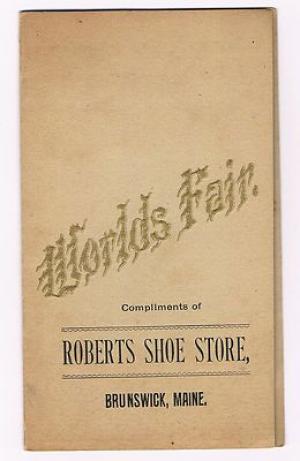 Worlds Fair.
Compliments of
ROBERTS SHOE STORE,
BRUNSWICK, MAINE.